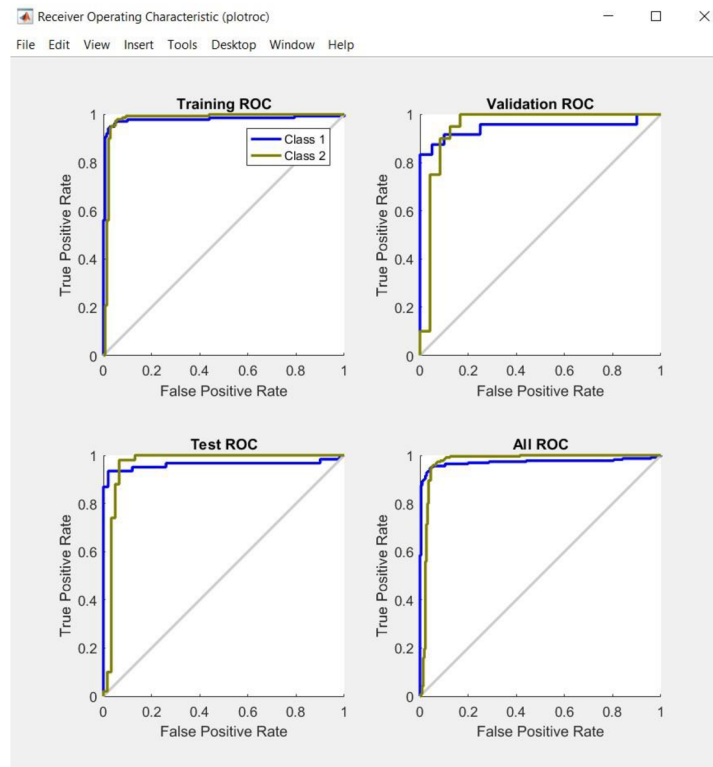 Receiver Operating Characteristic (plotroc)
File Edit View Insert Tools Desktop Window Help
Training ROC
1
0.8
0.6
0.4
0.2
0
True Positive Rate
Class 1
Class 2
0 0.2 0.4 0.6 0.8 1
False Positive Rate
Validation ROC
1
0.8
0.6
0.4
0.2
0
True Positive Rate
0 0.2 0.4 0.6 0.8 1
False Positive Rate
Test ROC
1
0.8
0.6
0.4
0.2
0
True Positive Rate
0 0.2 0.4 0.6 0.8 1
False Positive Rate
All ROC
1
0.8
0.6
0.4
0.2
0
True Positive Rate
0 0.2 0.4 0.6 0.8 1
False Positive Rate